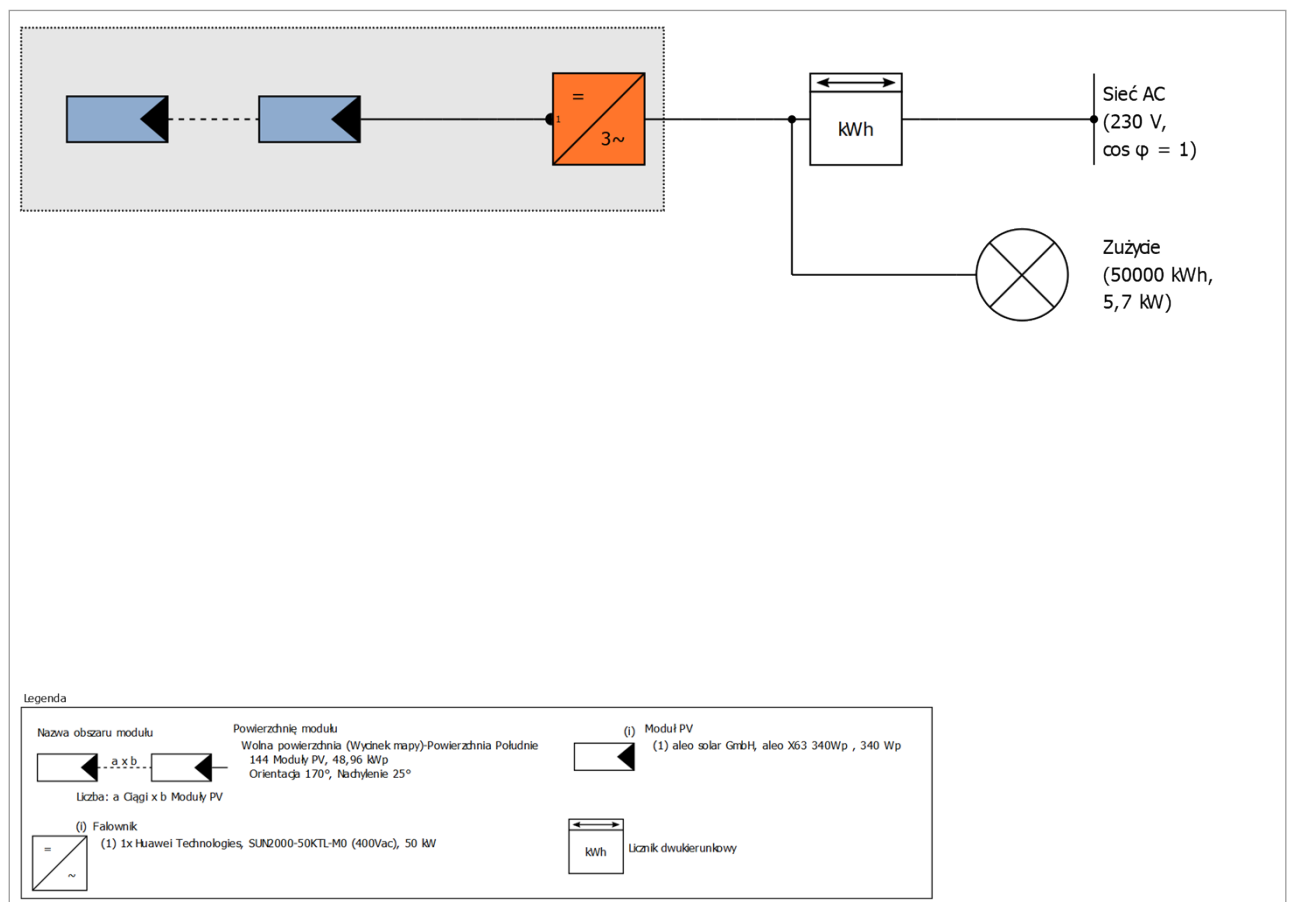 =
1
3~
kWh
Sieć AC
(230 V,
cos φ = 1)
Zużycie
(50000 kWh,
5,7 kW)
Legenda
Nazwa obszaru modułu
a x b
Liczba: a Ciągi x b Moduły PV
Powierzchnię modułu
Wolna powierzchnia (Wycinek mapy)-Powierzchnia Południe
144 Moduły PV, 48,96 kWp
Orientacja 170°, Nachylenie 25°
(i) Moduł PV
(1) aleo solar GmbH, aleo X63 340Wp , 340 Wp
(i) Falownik
=
~
(1) 1x Huawei Technologies, SUN2000-50KTL-M0 (400Vac), 50 kW
kWh
Licznik dwukierunkowy